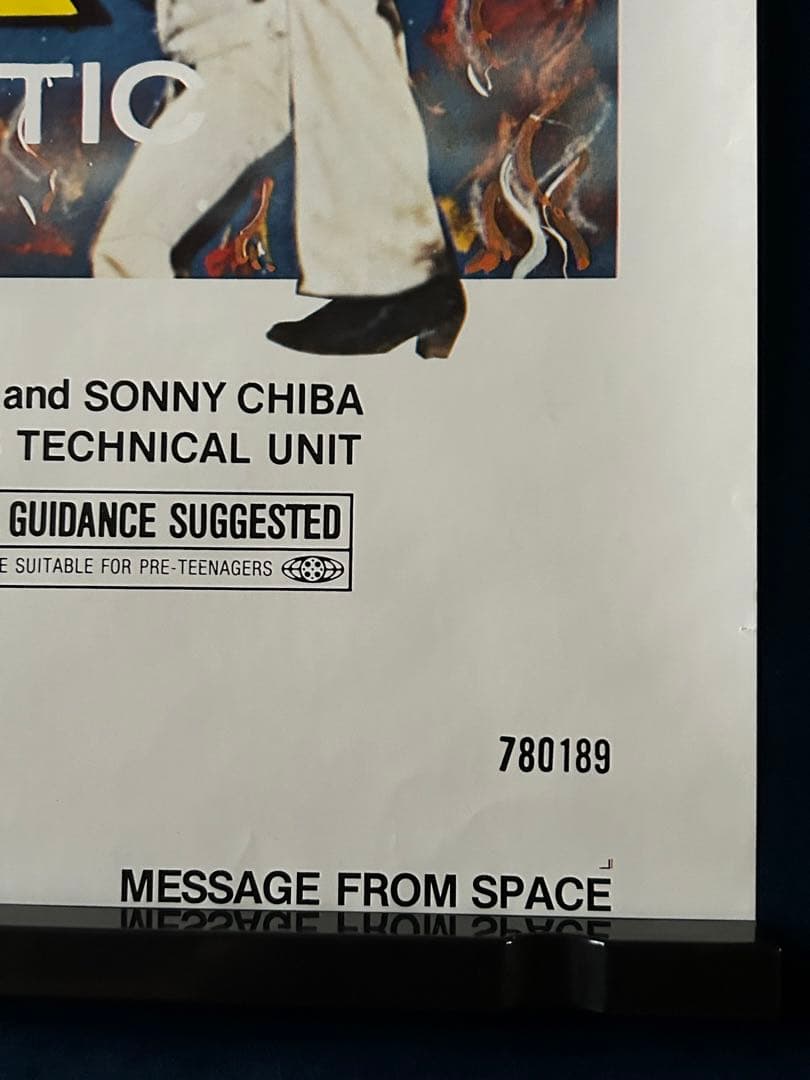 TIC
and SONNY CHIBA
TECHNICAL UNIT
GUIDANCE SUGGESTED
E SUITABLE FOR PRE-TEENAGERS
780189
MESSAGE FROM SPACE